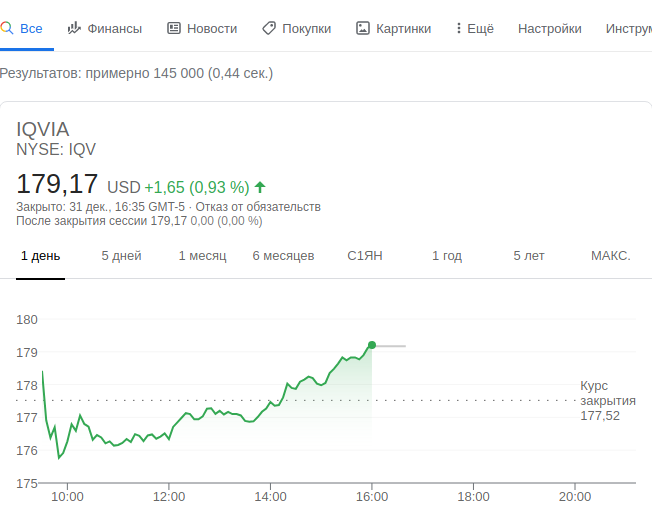 Все Финансы Новости Покупки Картинки Ещё Настройки Инструм
Результатов: примерно 145 000 (0,44 сек.)
IQVIA
NYSE: IQV
179,17 USD +1,65 (0,93 %)
Закрыто: 31 дек., 16:35 GMT-5 · Отказ от обязательств
После закрытия сессии 179,17 0,00 (0,00 %)
1 день 5 дней 1 месяц 6 месяцев С1ЯН 1 год 5 лет МАКС.
180
179
178
177
176
175
Курс
закрытия
177,52
10:00 12:00 14:00 16:00 18:00 20:00